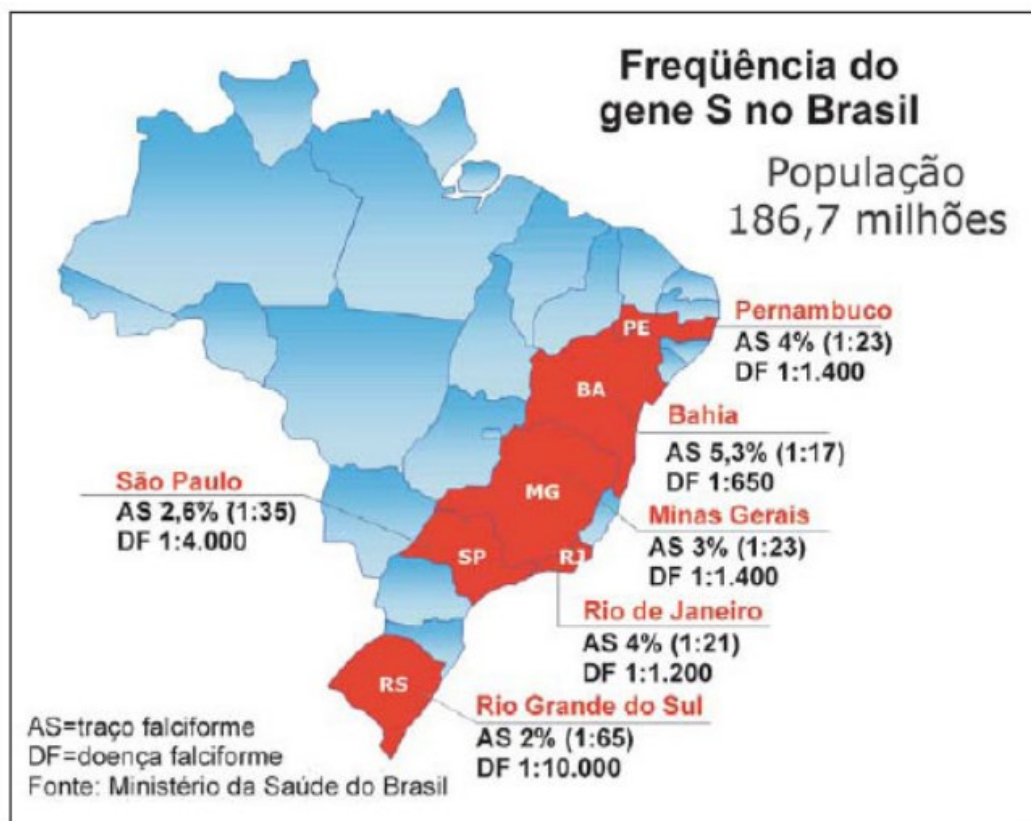 Freqüência do
gene S no Brasil
População
186,7 milhões
PE
Pernambuco
AS 4% (1:23)
DF 1:1.400
BA
Bahia
AS 5,3% (1:17)
DF 1:650
MG
Minas Gerais
AS 3% (1:23)
DF 1:1.400
São Paulo
AS 2,6% (1:35)
DF 1:4.000
SP
RJ
Rio de Janeiro
AS 4% (1:21)
DF 1:1.200
RS
Rio Grande do Sul
AS 2% (1:65)
DF 1:10.000
AS=traço falciforme
DF=doença falciforme
Fonte: Ministério da Saúde do Brasil